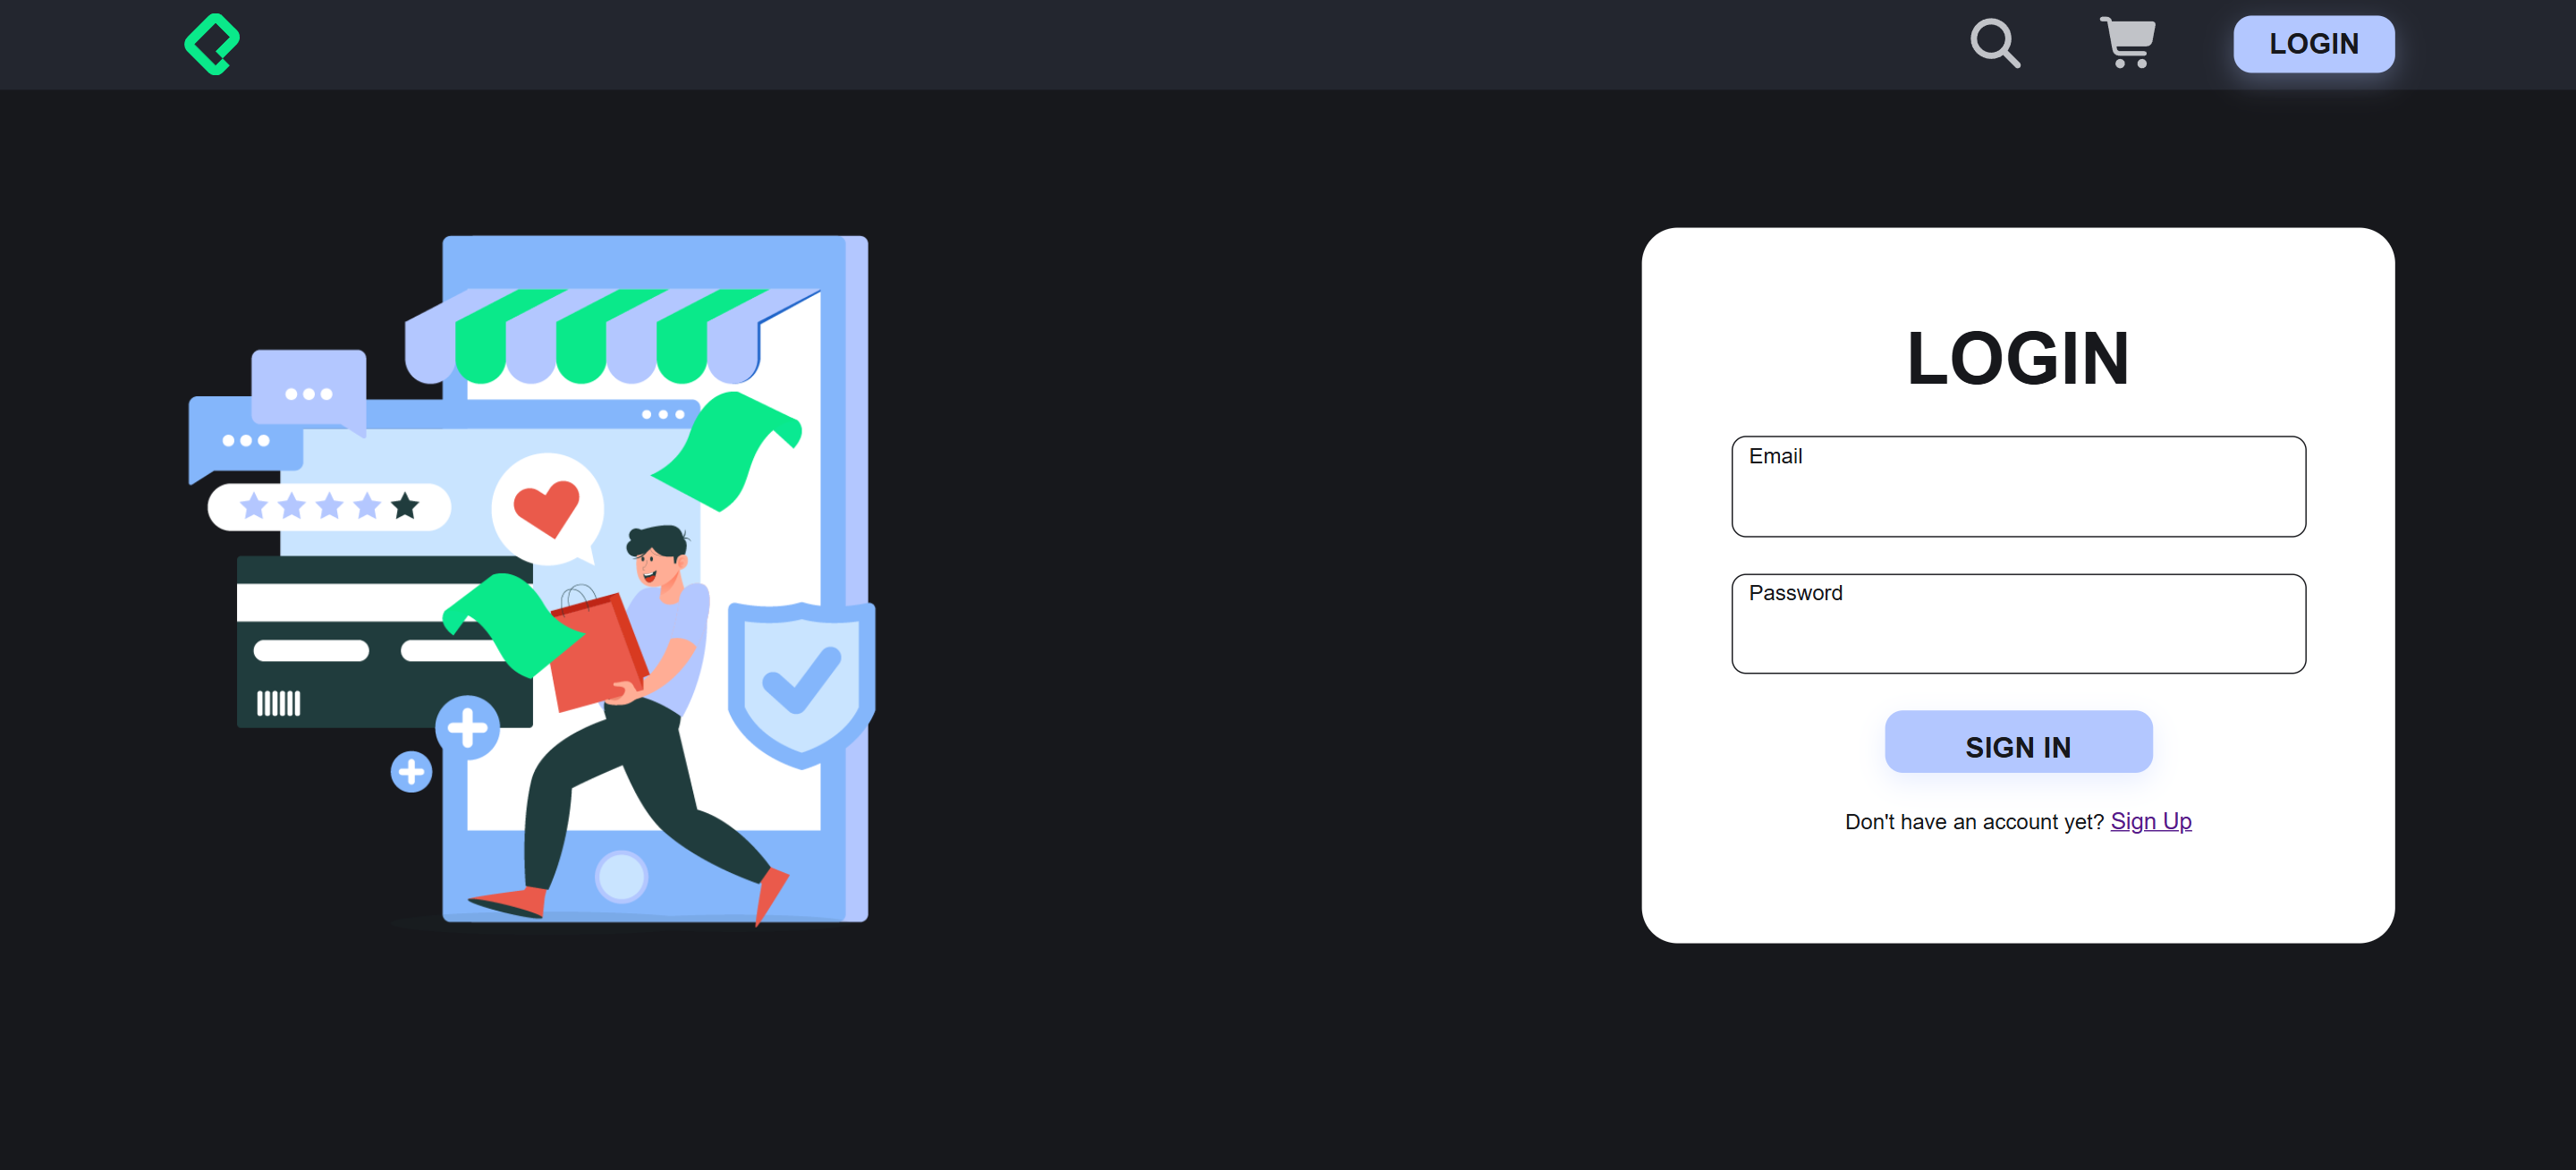 LOGIN
LOGIN
Email
Password
SIGN IN
Don't have an account yet? Sign Up